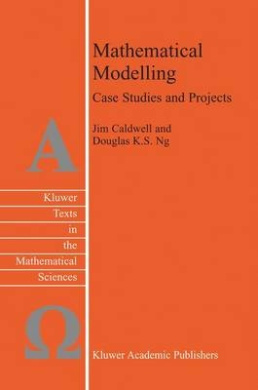 Mathematical
Modelling
Case Studies and Projects
Jim Caldwell and
Douglas K.S. Ng
Α
Kluwer
Texts
in
the
Mathematical
Sciences
Ω
Kluwer Academic Publishers